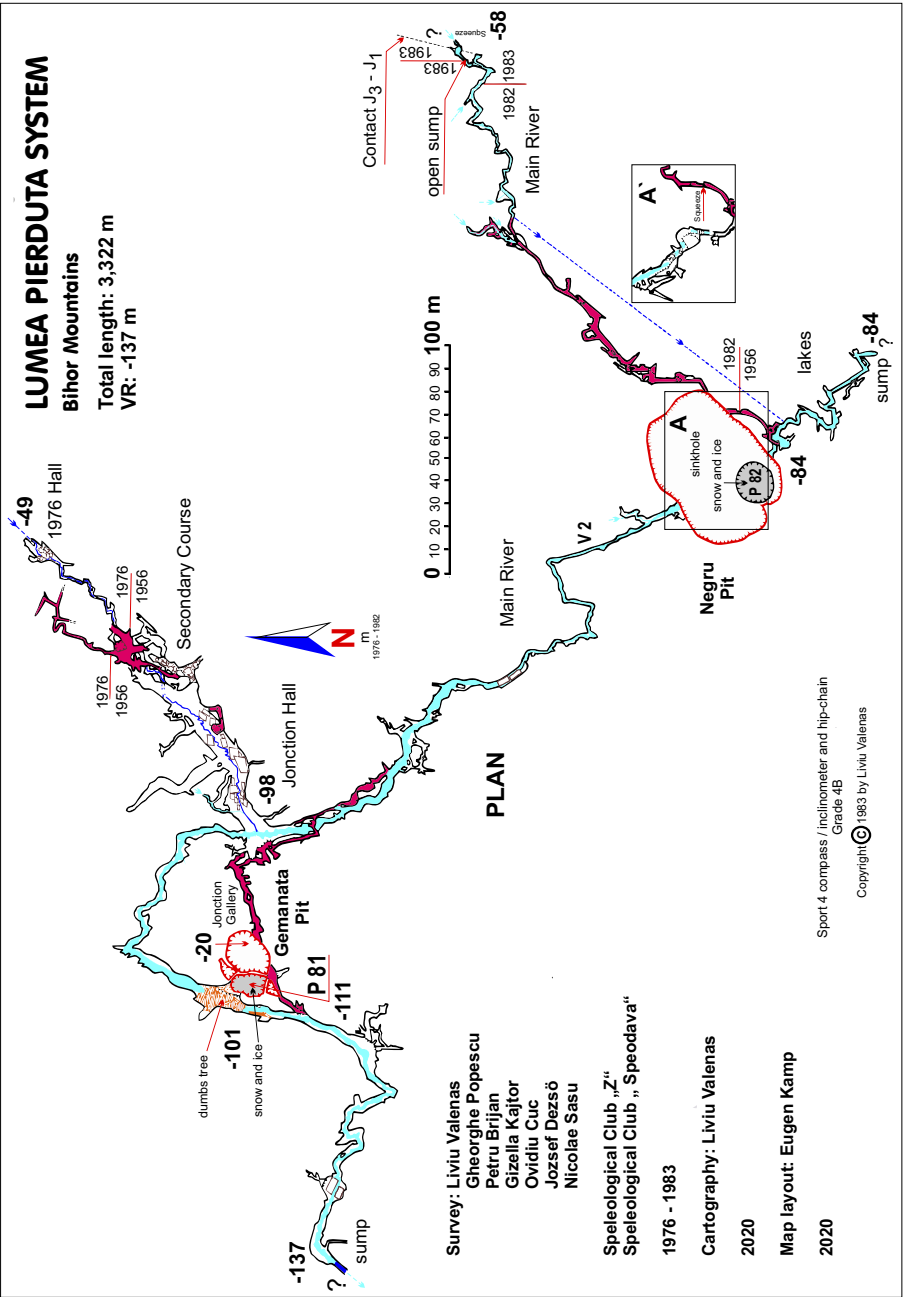 LUMEA PIERDUTA SYSTEM
Bihor Mountains
Total length: 3,322 m
VR: -137 m
-49
1976 Hall
1976
1956
1976
1956
Secondary Course
-98
Jonction Hall
N
m
1976 - 1982
Jonction
Gallery
-20
Gemanata
Pit
P 81
-111
-101
dumbs tree
snow and ice
-137
?
sump
PLAN
Main River
V 2
0 10 20 30 40 50 60 70 80 90 100 m
Negru
Pit
A
sinkhole
snow and ice
P 82
-84
1982
1956
lakes
-84
sump ?
A`
Squeeze
Main River
1982
1983
open sump
Contact J3 - J1
1983
1983
?
Squeeze
-58
Survey: Liviu Valenas
Gheorghe Popescu
Petru Brijan
Gizella Kajtor
Ovidiu Cuc
Jozsef Dezsö
Nicolae Sasu
Speleological Club „Z“
Speleological Club „ Speodava“
1976 - 1983
Cartography: Liviu Valenas
2020
Map layout: Eugen Kamp
2020
Sport 4 compass / inclinometer and hip-chain
Grade 4B
Copyright © 1983 by Liviu Valenas